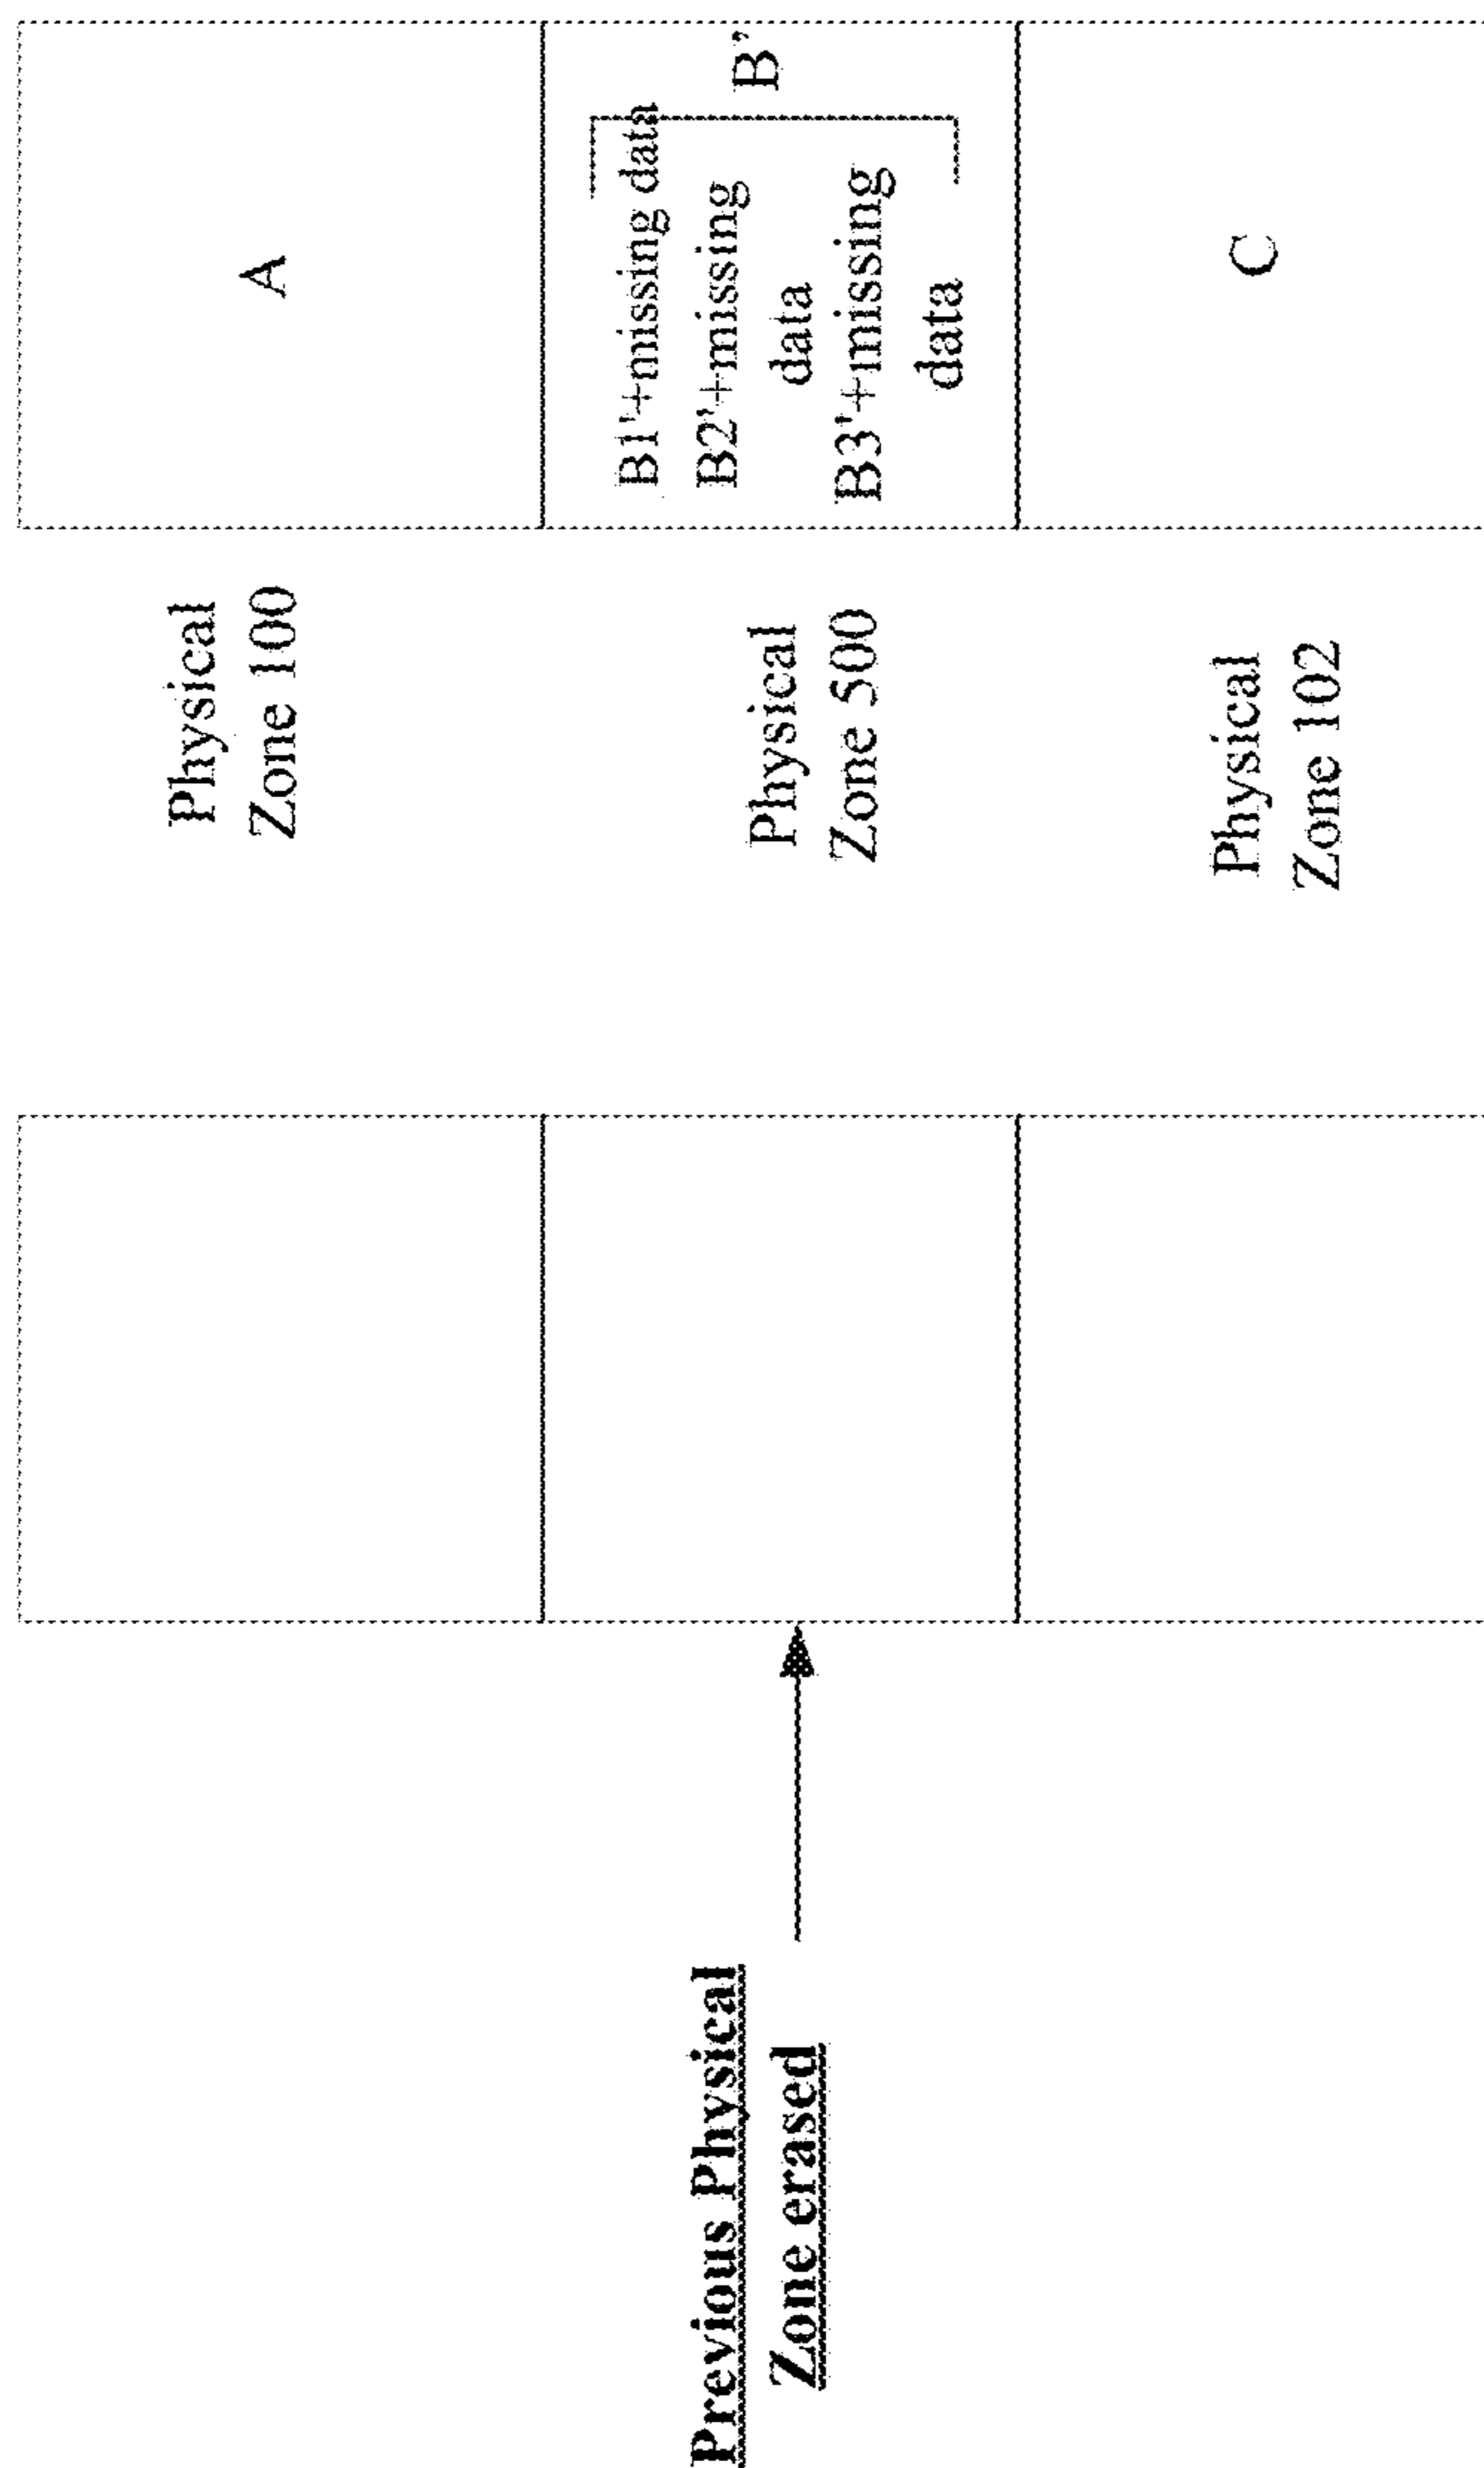 Previous Physical
Zone erased
Physical
Zone 100
A
Physical
Zone 500
B1'+missing data
B2'+missing
data
B3'+missing
data
B'
Physical
Zone 102
C